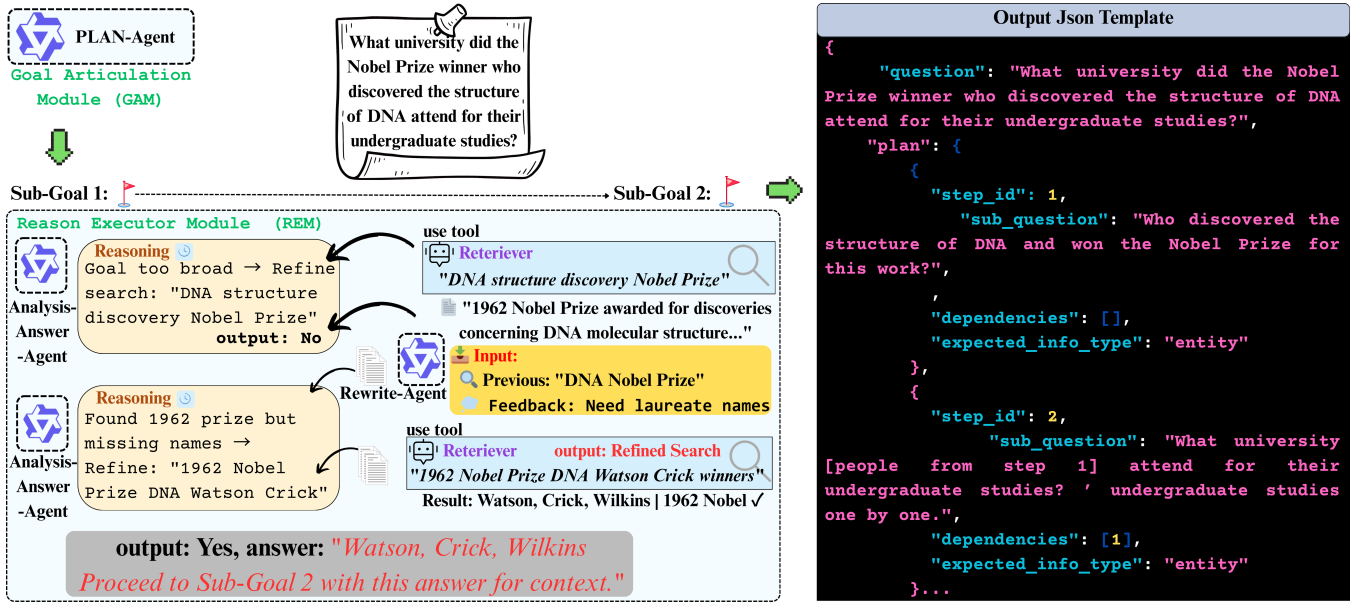 PLAN-Agent
Goal Articulation
Module (GAM)
What university did the
Nobel Prize winner who
discovered the structure
of DNA attend for their
undergraduate studies?
Sub-Goal 1:
Sub-Goal 2:
Reason Executor Module (REM)
Analysis-
Answer
-Agent
Reasoning
Goal too broad → Refine
search: "DNA structure
discovery Nobel Prize"
output: No
use tool
Reteriever
"DNA structure discovery Nobel Prize"
"1962 Nobel Prize awarded for discoveries
concerning DNA molecular structure..."
Rewrite-Agent
Input:
Previous: "DNA Nobel Prize"
Feedback: Need laureate names
Analysis-
Answer
-Agent
Reasoning
Found 1962 prize but
missing names →
Refine: "1962 Nobel
Prize DNA Watson Crick"
use tool
Reteriever output: Refined Search
"1962 Nobel Prize DNA Watson Crick winners"
Result: Watson, Crick, Wilkins | 1962 Nobel ✓
output: Yes, answer: "Watson, Crick, Wilkins
Proceed to Sub-Goal 2 with this answer for context."
Output Json Template
{
"question": "What university did the Nobel
Prize winner who discovered the structure of DNA
attend for their undergraduate studies?",
"plan": {
{
"step_id": 1,
"sub_question": "Who discovered the
structure of DNA and won the Nobel Prize for
this work?",
,
"dependencies": [],
"expected_info_type": "entity"
},
{
"step_id": 2,
"sub_question": "What university
[people from step 1] attend for their
undergraduate studies? ’ undergraduate studies
one by one.",
"dependencies": [1],
"expected_info_type": "entity"
}...